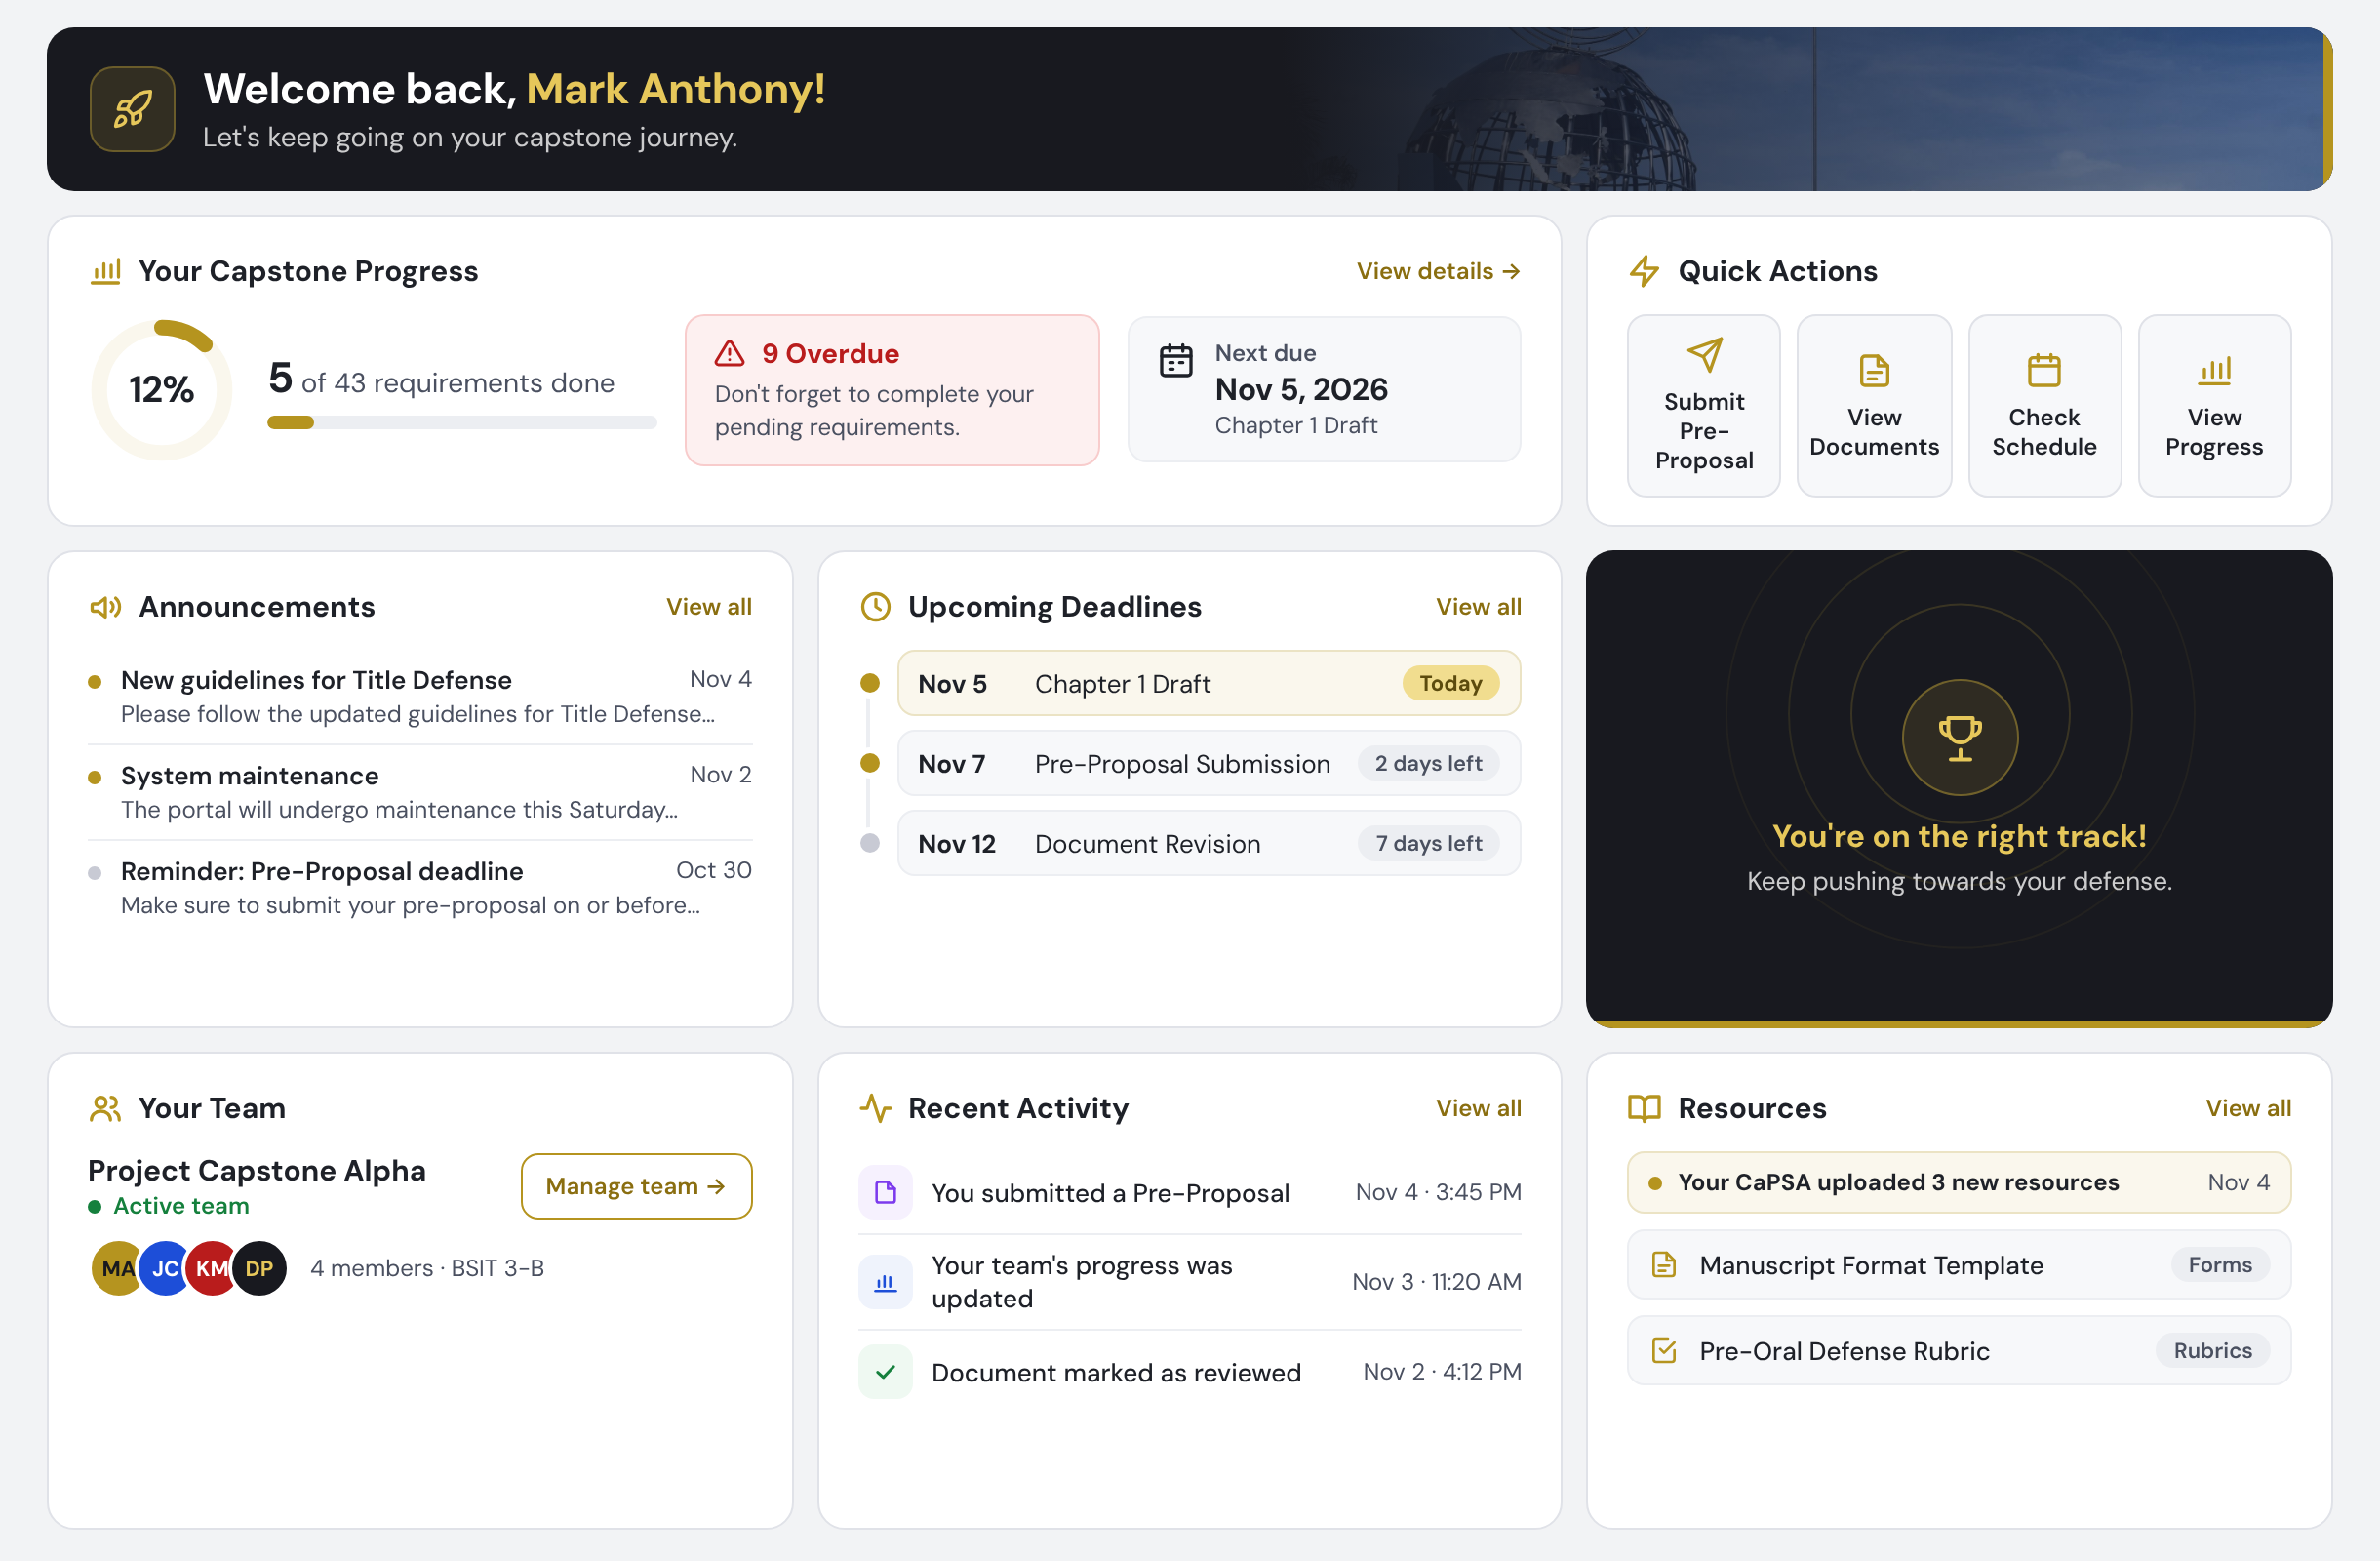 Welcome back, Mark Anthony!
Let's keep going on your capstone journey.
Your Capstone Progress
View details →
12%
5 of 43 requirements done
9 Overdue
Don't forget to complete your
pending requirements.
Next due
Nov 5, 2026
Chapter 1 Draft
Quick Actions
Submit
Pre-
Proposal
View
Documents
Check
Schedule
View
Progress
Announcements
View all
New guidelines for Title Defense
Nov 4
Please follow the updated guidelines for Title Defense...
System maintenance
Nov 2
The portal will undergo maintenance this Saturday...
Reminder: Pre-Proposal deadline
Oct 30
Make sure to submit your pre-proposal on or before...
Upcoming Deadlines
View all
Nov 5 Chapter 1 Draft Today
Nov 7 Pre-Proposal Submission 2 days left
Nov 12 Document Revision 7 days left
You're on the right track!
Keep pushing towards your defense.
Your Team
Project Capstone Alpha
Active team
Manage team →
MA JC KM DP
4 members · BSIT 3-B
Recent Activity
View all
You submitted a Pre-Proposal
Nov 4 · 3:45 PM
Your team's progress was
updated
Nov 3 · 11:20 AM
Document marked as reviewed
Nov 2 · 4:12 PM
Resources
View all
Your CaPSA uploaded 3 new resources
Nov 4
Manuscript Format Template
Forms
Pre-Oral Defense Rubric
Rubrics